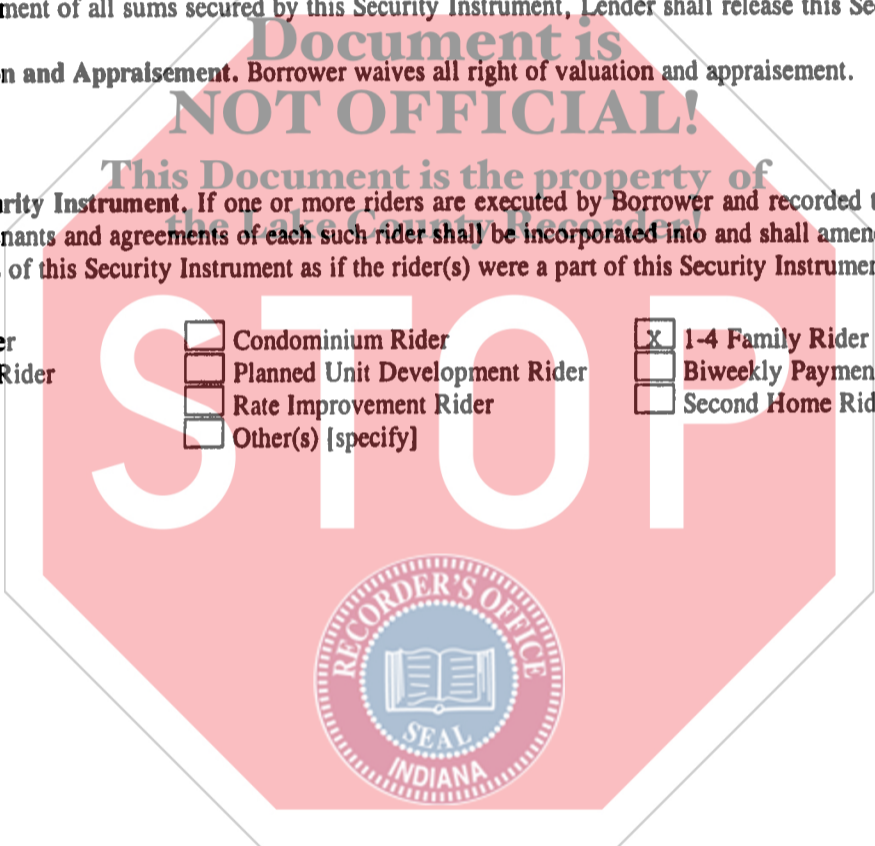 ment of all sums secured by this Security Instrument, Lender shall release this Se
Document is
n and Appraisement. Borrower waives all right of valuation and appraisement.
NOT OFFICIAL!
This Document is the property of
rity Instrument. If one or more riders are executed by Borrower and recorded t
the Lake County Recorder!
nants and agreements of each such rider shall be incorporated into and shall amen
of this Security Instrument as if the rider(s) were a part of this Security Instrumen
er Condominium Rider x 1-4 Family Rider
Rider Planned Unit Development Rider Biweekly Paymen
Rate Improvement Rider Second Home Rid
Other(s) [specify]
STOP
RECORDER'S OFFICE
SEAL
INDIANA